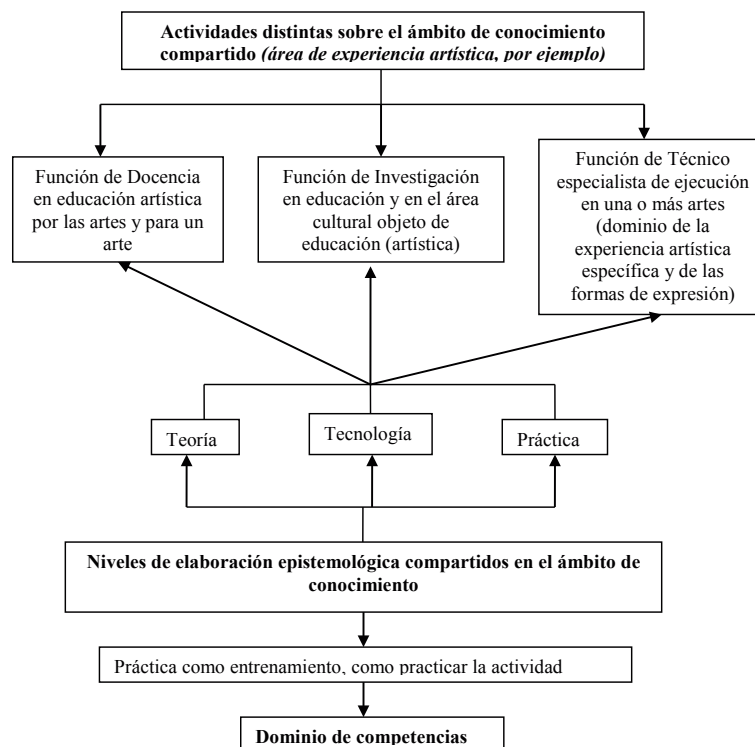 Actividades distintas sobre el ámbito de conocimiento
compartido (área de experiencia artística, por ejemplo)
Función de Docencia
en educación artística
por las artes y para un
arte
Función de Investigación
en educación y en el área
cultural objeto de
educación (artística)
Función de Técnico
especialista de ejecución
en una o más artes
(dominio de la
experiencia artística
específica y de las
formas de expresión)
Teoría
Tecnología
Práctica
Niveles de elaboración epistemológica compartidos en el ámbito de
conocimiento
Práctica como entrenamiento, como practicar la actividad
Dominio de competencias